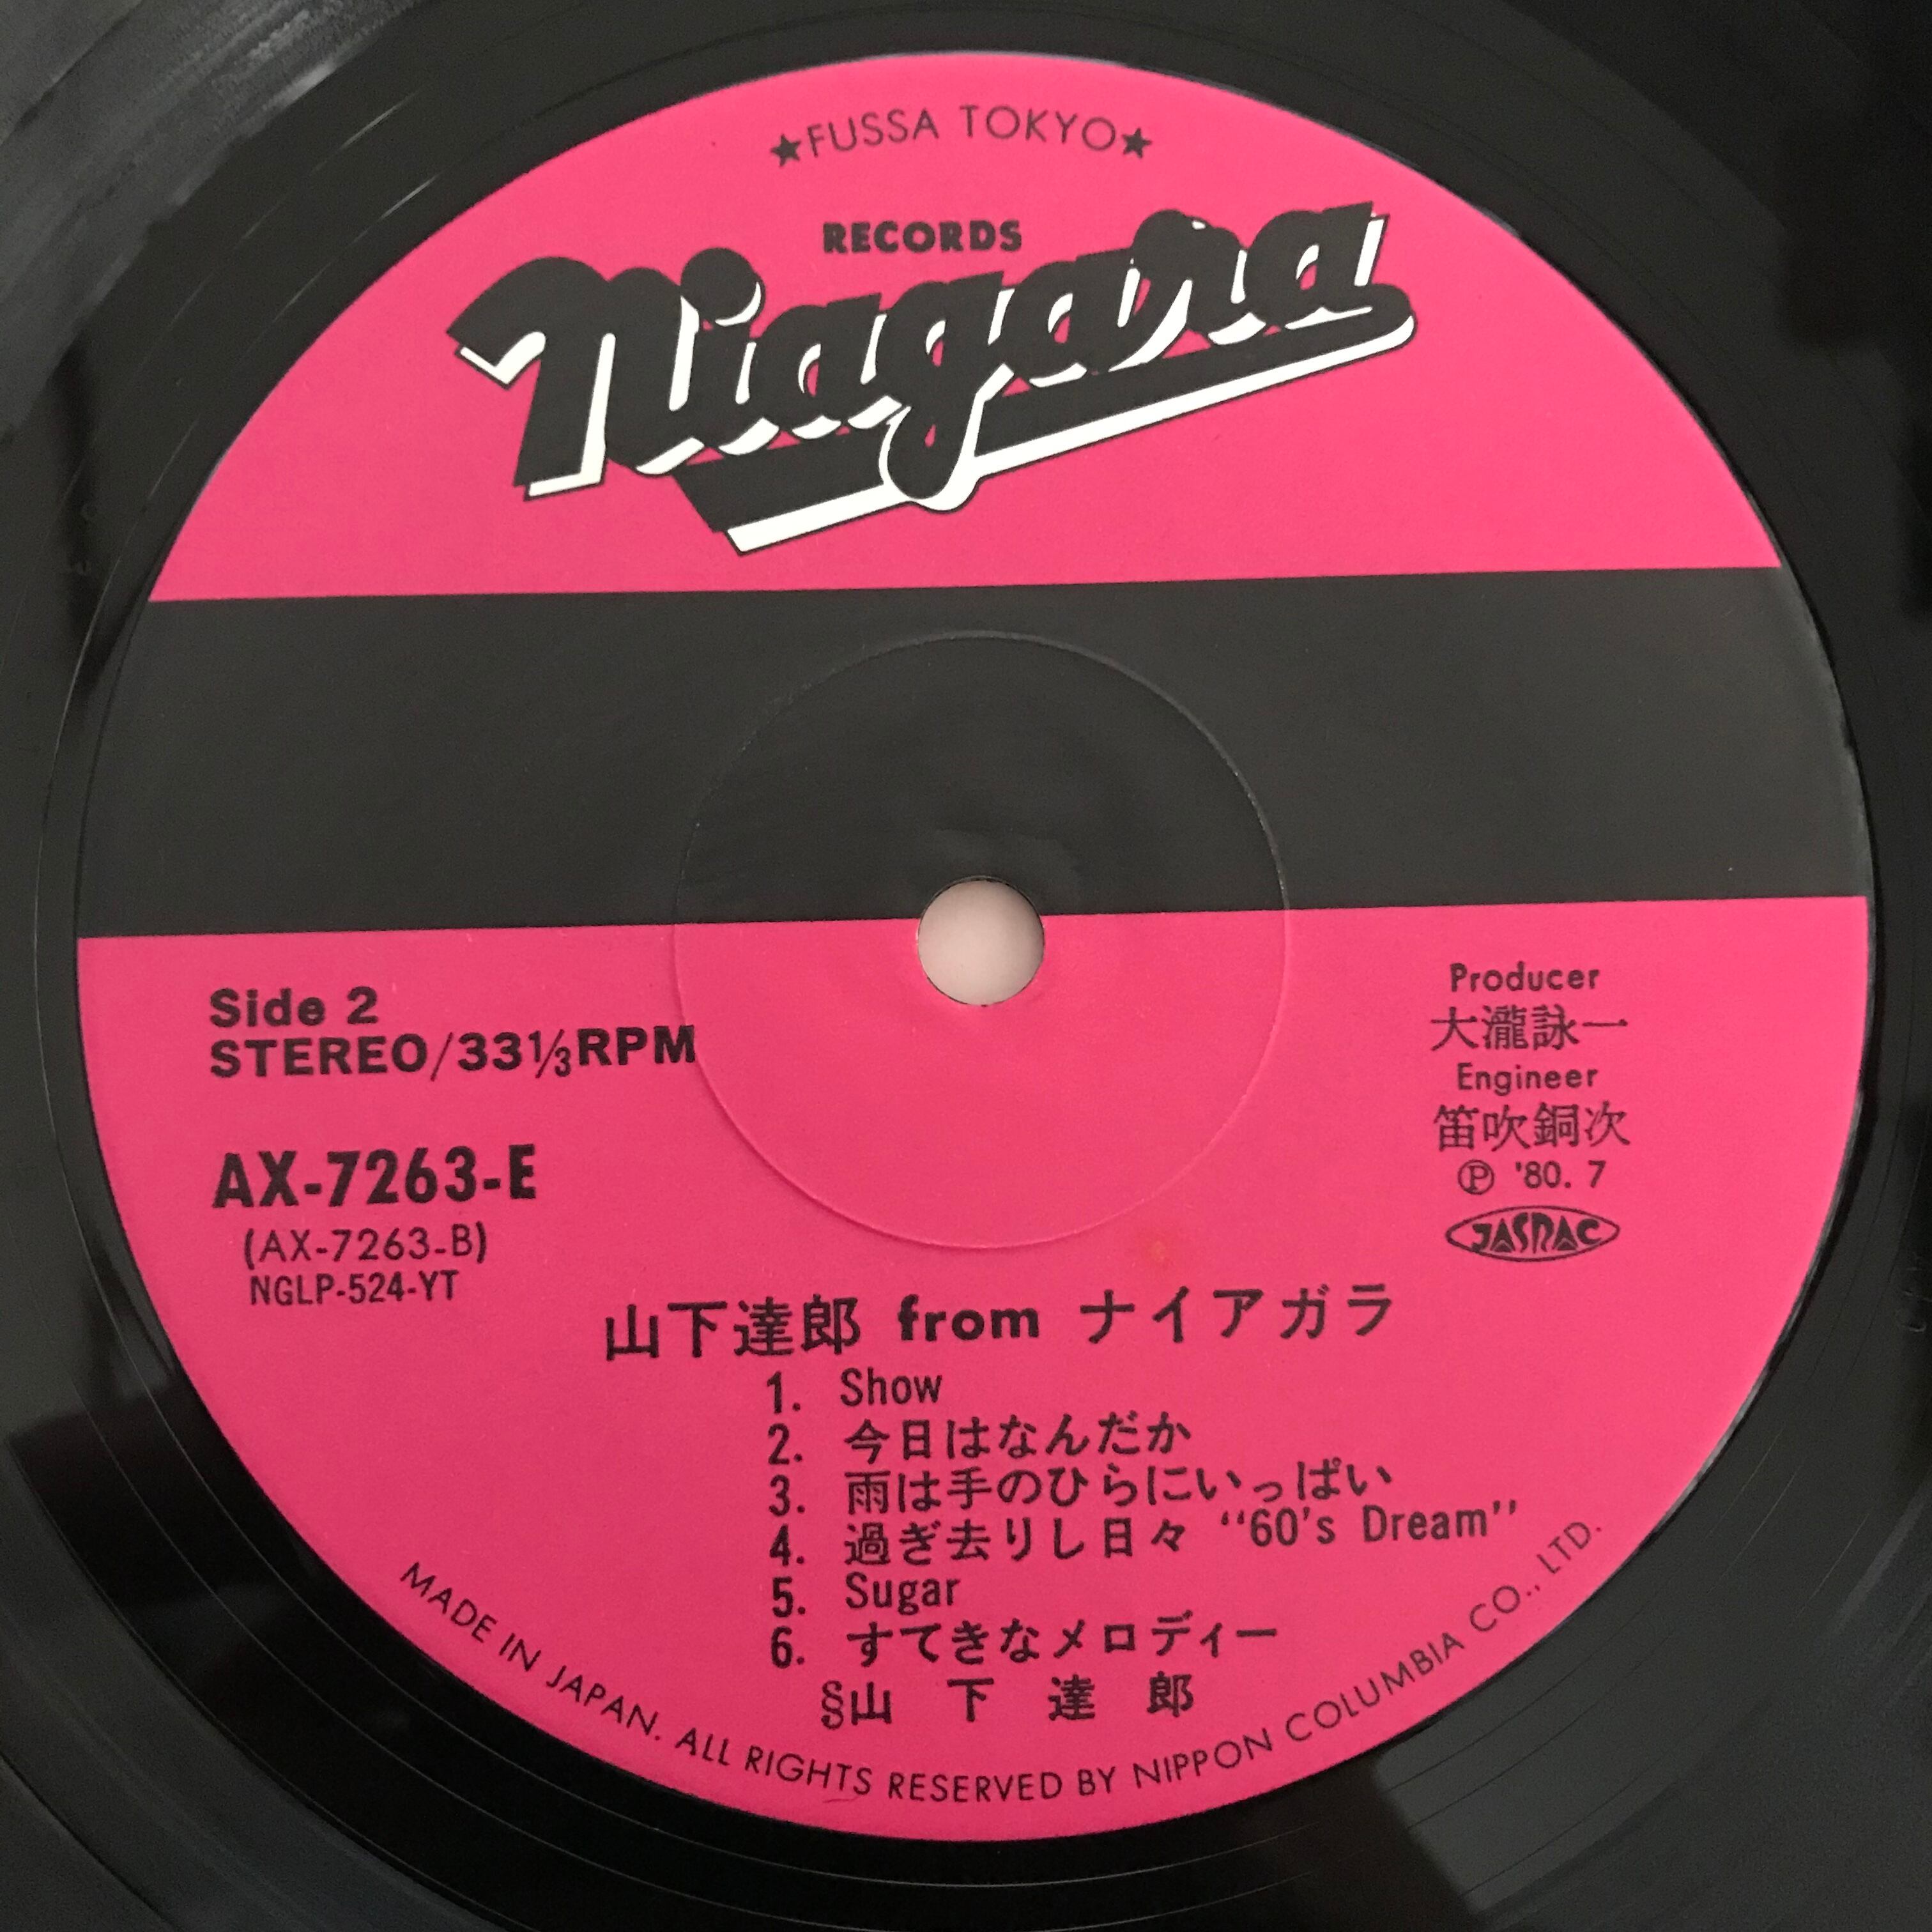 ★FUSSA TOKYO★
RECORDS
Niagara
Side 2
STEREO/33⅓RPM
AX-7263-E
(AX-7263-B)
NGLP-524-YT
Producer
大瀧詠一
Engineer
笛吹銅次
Ⓟ '80. 7
JASRAC
山下達郎 from ナイアガラ
1. Show
2. 今日はなんだか
3. 雨は手のひらにいっぱい
4. 過ぎ去りし日々 “60's Dream”
5. Sugar
6. すてきなメロディー
§山下達郎
MADE IN JAPAN. ALL RIGHTS RESERVED BY NIPPON COLUMBIA CO., LTD.